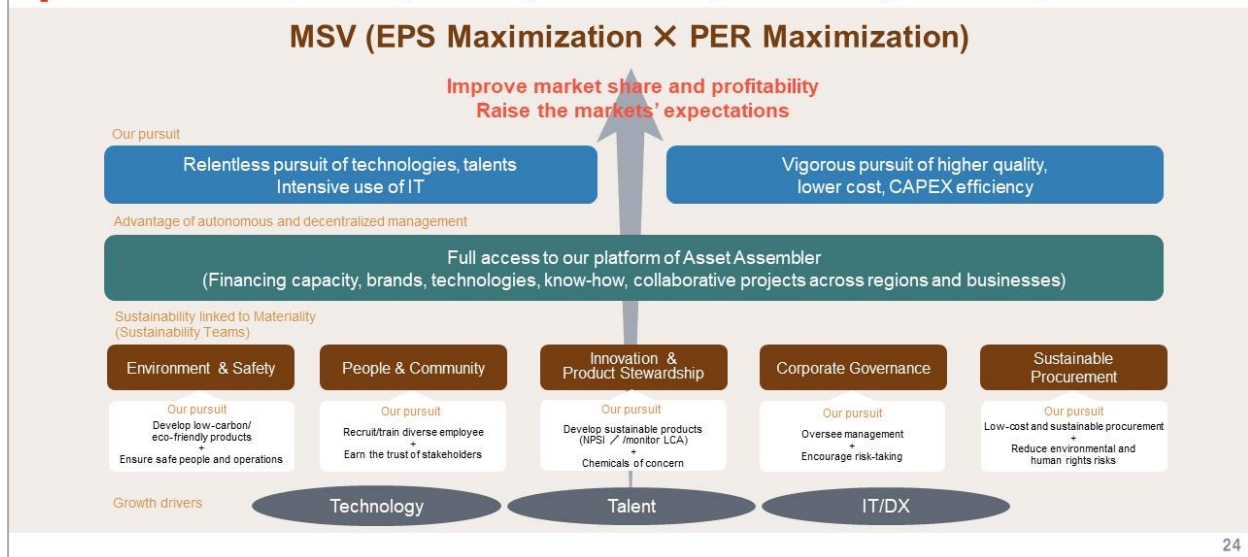 MSV (EPS Maximization × PER Maximization)
Improve market share and profitability
Raise the markets' expectations
Our pursuit
Relentless pursuit of technologies, talents
Intensive use of IT
Vigorous pursuit of higher quality,
lower cost, CAPEX efficiency
Advantage of autonomous and decentralized management
Full access to our platform of Asset Assembler
(Financing capacity, brands, technologies, know-how, collaborative projects across regions and businesses)
Sustainability linked to Materiality
(Sustainability Teams)
Environment & Safety
Our pursuit
Develop low-carbon/
eco-friendly products
+
Ensure safe people and operations
People & Community
Our pursuit
Recruit/train diverse employee
+
Earn the trust of stakeholders
Innovation &
Product Stewardship
Our pursuit
Develop sustainable products
(NPSI ／ /monitor LCA)
+
Chemicals of concern
Corporate Governance
Our pursuit
Oversee management
+
Encourage risk-taking
Sustainable
Procurement
Our pursuit
Low-cost and sustainable procurement
+
Reduce environmental and
human rights risks
Growth drivers
Technology
Talent
IT/DX
24